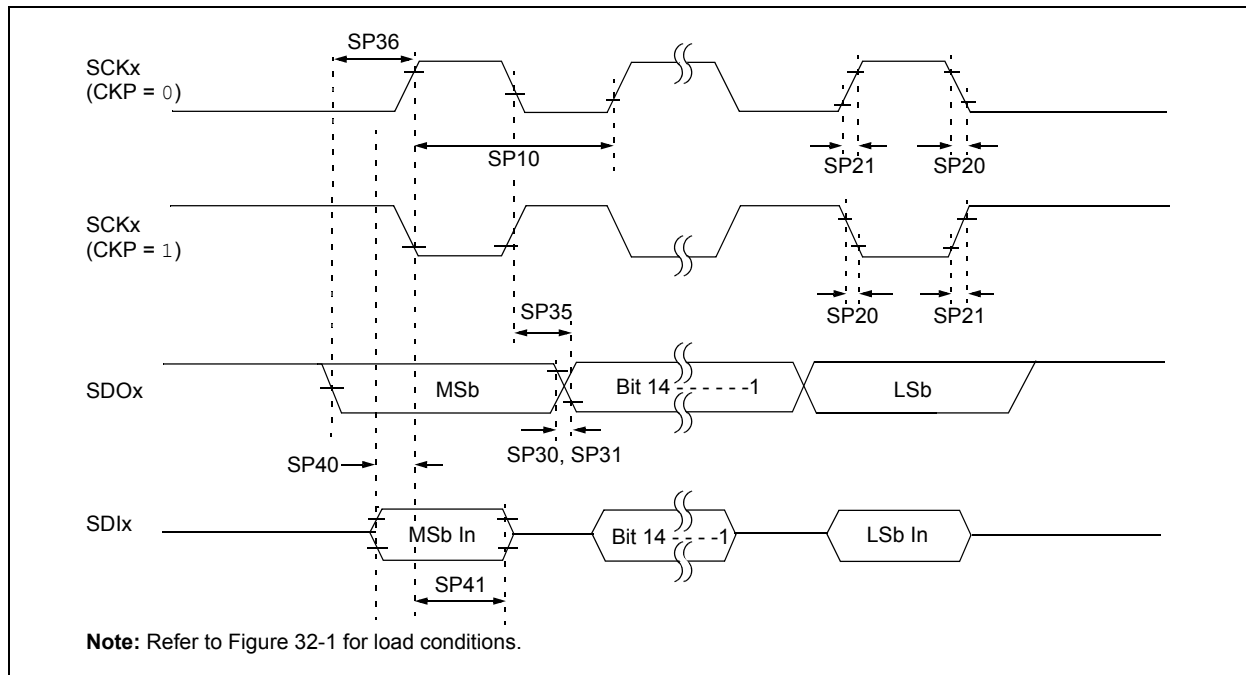 SP36
SCKx
(CKP = 0)
SP10
SP21
SP20
SCKx
(CKP = 1)
SP35
SP20
SP21
SDOx
MSb
Bit 14 - - - - - -1
LSb
SP30, SP31
SP40
SDIx
MSb In
Bit 14 - - - -1
LSb In
SP41
Note: Refer to Figure 32-1 for load conditions.